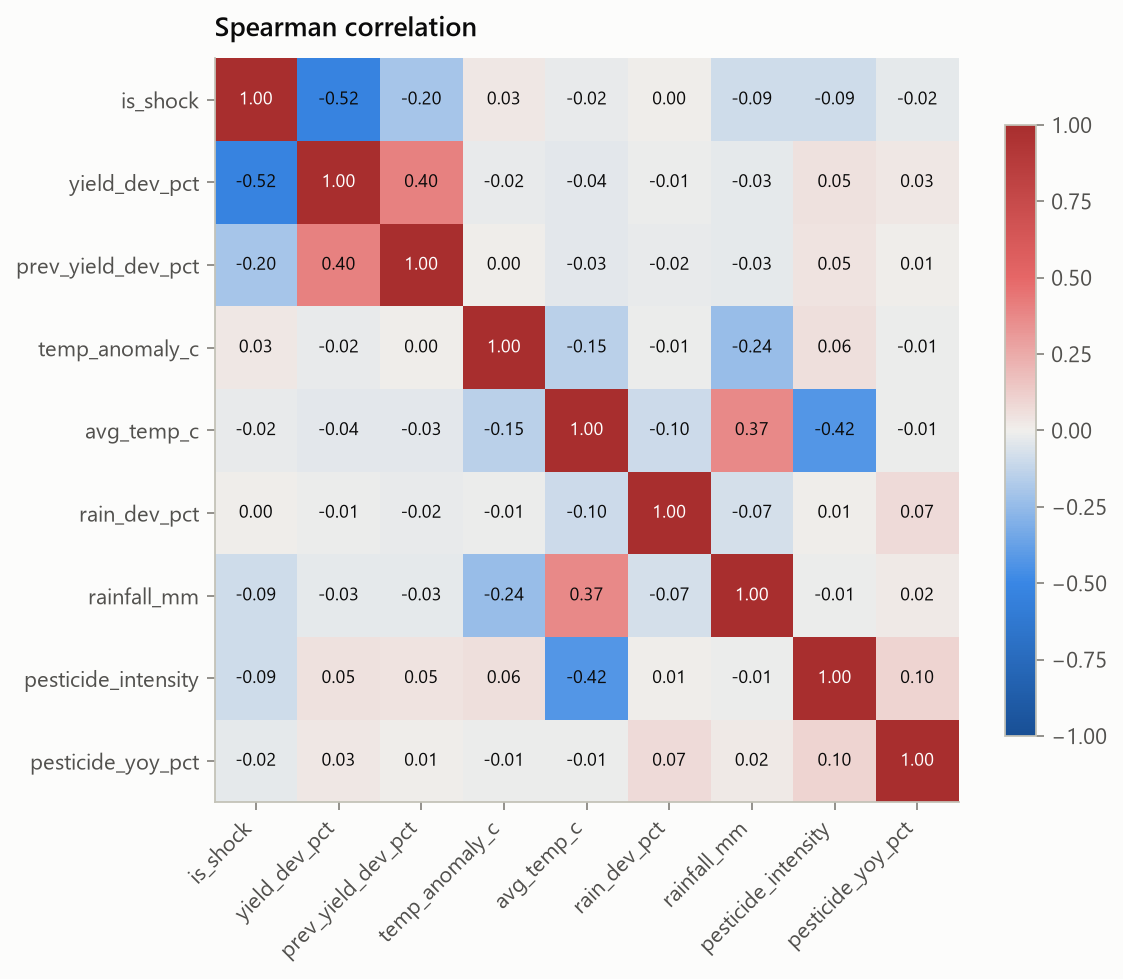 Spearman correlation
is_shock 1.00 -0.52 -0.20 0.03 -0.02 0.00 -0.09 -0.09 -0.02
yield_dev_pct -0.52 1.00 0.40 -0.02 -0.04 -0.01 -0.03 0.05 0.03
prev_yield_dev_pct -0.20 0.40 1.00 0.00 -0.03 -0.02 -0.03 0.05 0.01
temp_anomaly_c 0.03 -0.02 0.00 1.00 -0.15 -0.01 -0.24 0.06 -0.01
avg_temp_c -0.02 -0.04 -0.03 -0.15 1.00 -0.10 0.37 -0.42 -0.01
rain_dev_pct 0.00 -0.01 -0.02 -0.01 -0.10 1.00 -0.07 0.01 0.07
rainfall_mm -0.09 -0.03 -0.03 -0.24 0.37 -0.07 1.00 -0.01 0.02
pesticide_intensity -0.09 0.05 0.05 0.06 -0.42 0.01 -0.01 1.00 0.10
pesticide_yoy_pct -0.02 0.03 0.01 -0.01 -0.01 0.07 0.02 0.10 1.00
is_shock
yield_dev_pct
prev_yield_dev_pct
temp_anomaly_c
avg_temp_c
rain_dev_pct
rainfall_mm
pesticide_intensity
pesticide_yoy_pct
1.00
0.75
0.50
0.25
0.00
−0.25
−0.50
−0.75
−1.00